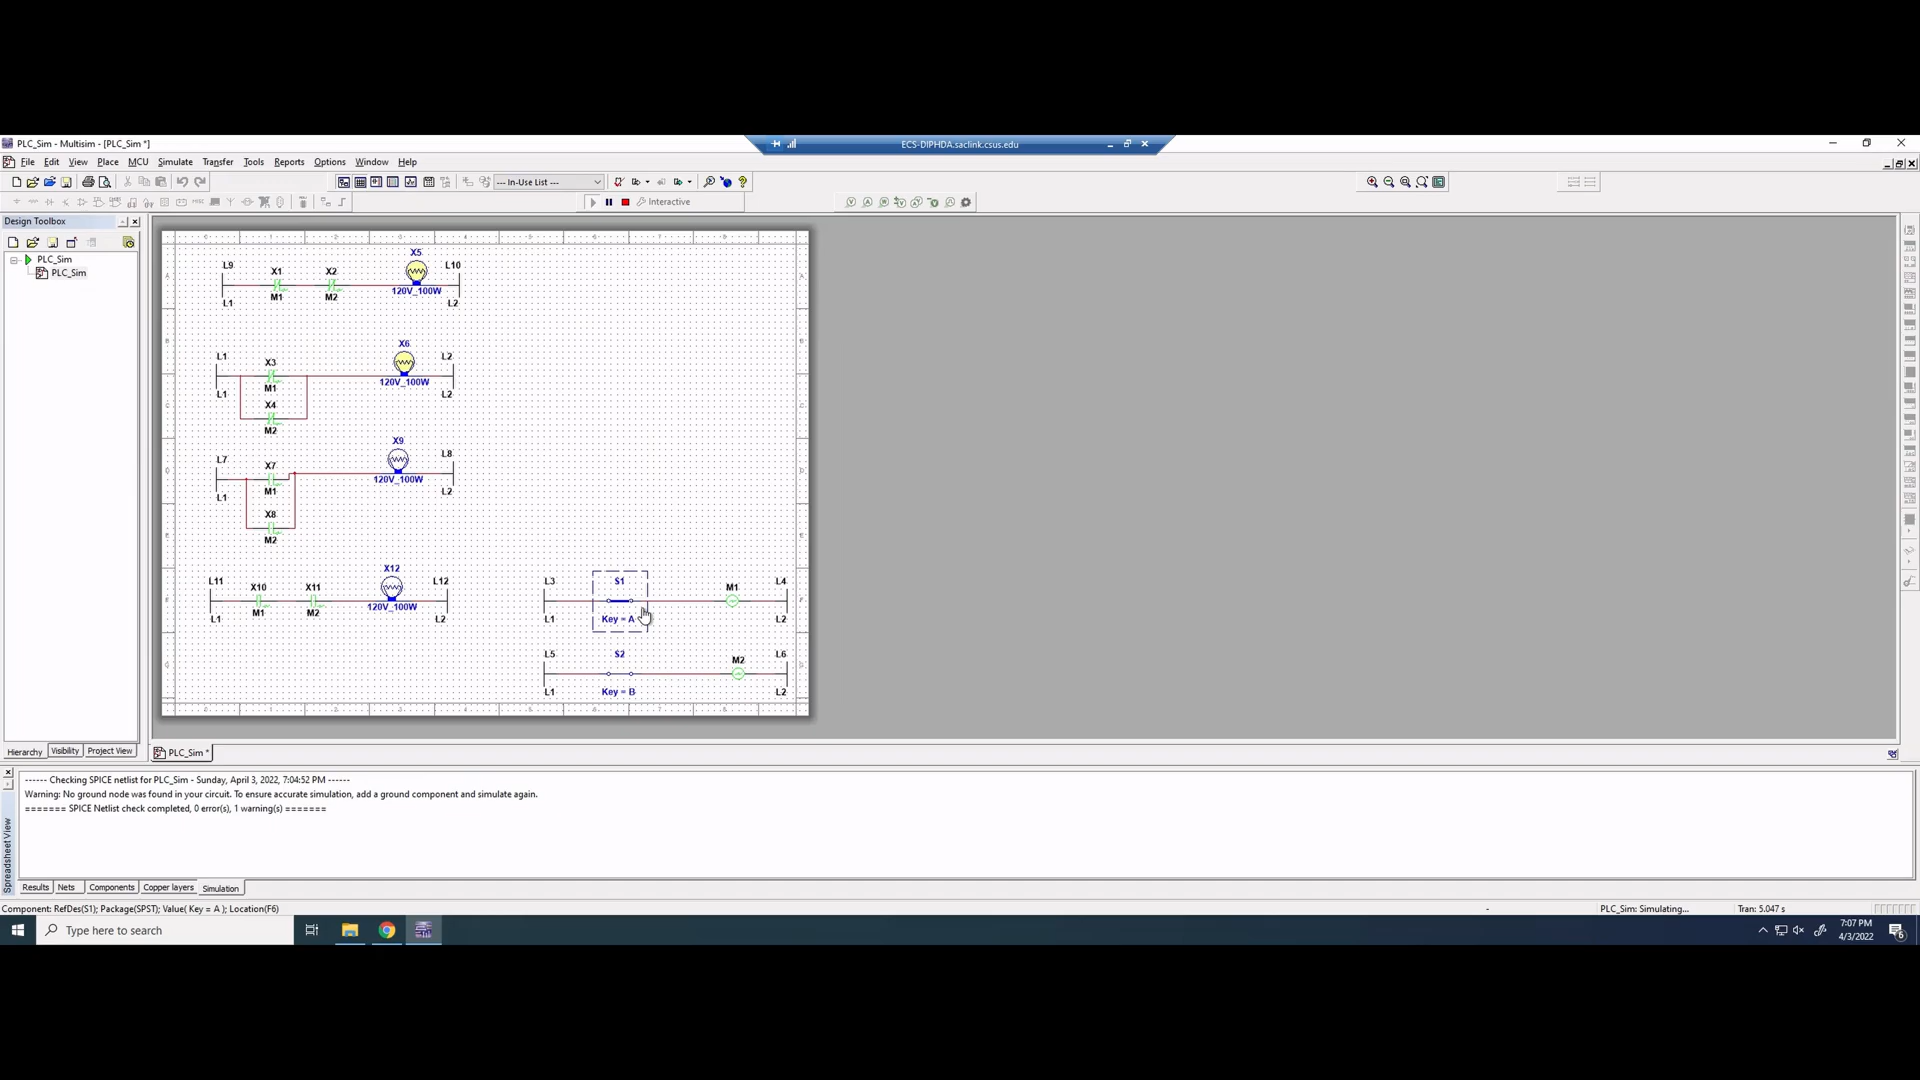 PLC_Sim - Multisim - [PLC_Sim *]
ECS-DIPHDA.saclink.csus.edu
File Edit View Place MCU Simulate Transfer Tools Reports Options Window Help
--- In-Use List ---
Interactive
Design Toolbox
PLC_Sim
PLC_Sim
X5
L9 X1 X2 L10
120V_100W
L1 M1 M2 L2
X6
L1 X3 L2
120V_100W
L1 M1 L2
X4
M2
X9
L7 X7 L8
120V_100W
L1 M1 L2
X8
M2
X12
L11 X10 X11 L12
120V_100W
L1 M1 M2 L2
L3 S1 M1 L4
L1 Key = A L2
L5 S2 M2 L6
L1 Key = B L2
Hierarchy Visibility Project View
PLC_Sim *
------ Checking SPICE netlist for PLC_Sim - Sunday, April 3, 2022, 7:04:52 PM ------
Warning: No ground node was found in your circuit. To ensure accurate simulation, add a ground component and simulate again.
======= SPICE Netlist check completed, 0 error(s), 1 warning(s) =======
Spreadsheet View
Results Nets Components Copper layers Simulation
Component: RefDes(S1); Package(SPST); Value( Key = A ); Location(F6)
- PLC_Sim: Simulating... Tran: 5.047 s
Type here to search
7:07 PM
4/3/2022